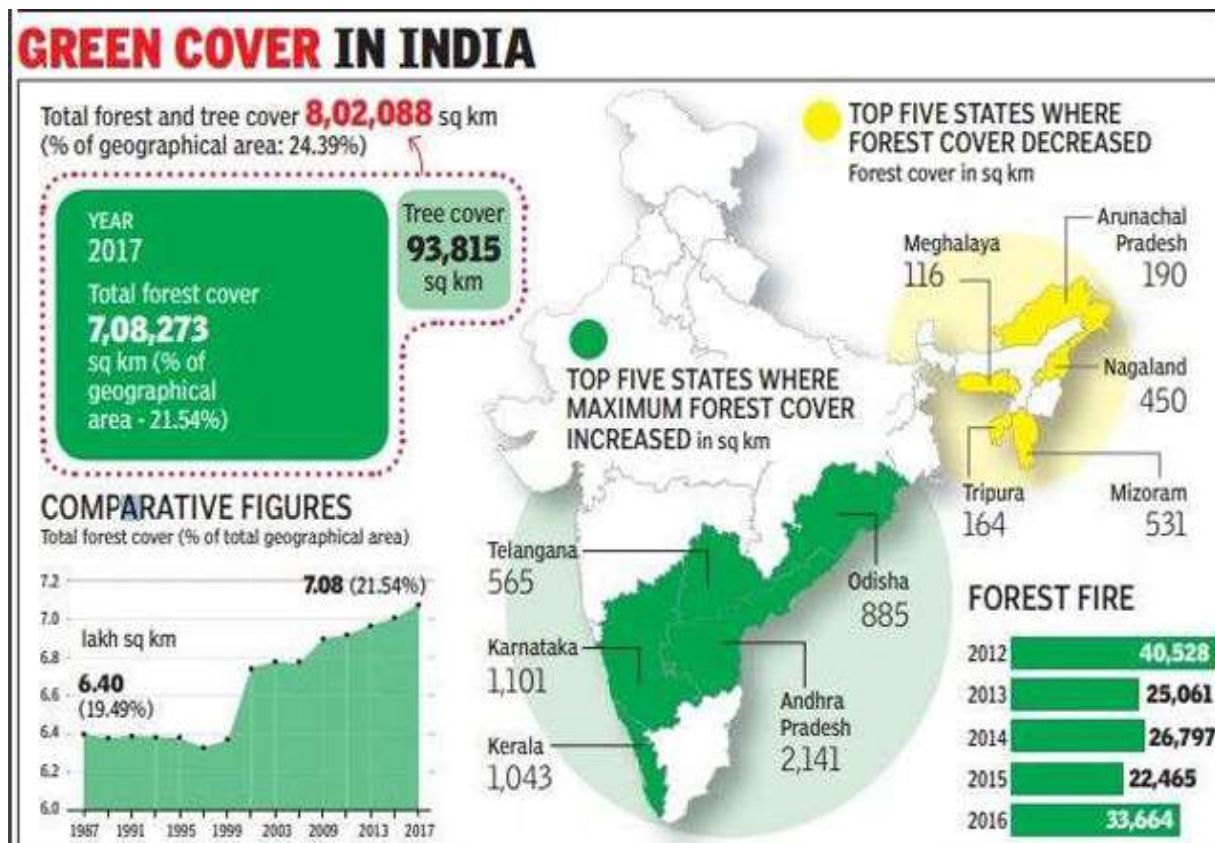 GREEN COVER IN INDIA
Total forest and tree cover 8,02,088 sq km
(% of geographical area: 24.39%)
YEAR
2017
Total forest cover
7,08,273
sq km (% of
geographical
area - 21.54%)
Tree cover
93,815
sq km
COMPARATIVE FIGURES
Total forest cover (% of total geographical area)
7.2
7.0
6.8
6.6
6.4
6.2
6.0
lakh sq km
7.08 (21.54%)
6.40
(19.49%)
1987 1991 1995 1999 2003 2009 2013 2017
TOP FIVE STATES WHERE
MAXIMUM FOREST COVER
INCREASED in sq km
Telangana
565
Karnataka
1,101
Kerala
1,043
Andhra
Pradesh
2,141
Odisha
885
TOP FIVE STATES WHERE
FOREST COVER DECREASED
Forest cover in sq km
Meghalaya
116
Arunachal
Pradesh
190
Nagaland
450
Tripura
164
Mizoram
531
FOREST FIRE
2012 40,528
2013 25,061
2014 26,797
2015 22,465
2016 33,664